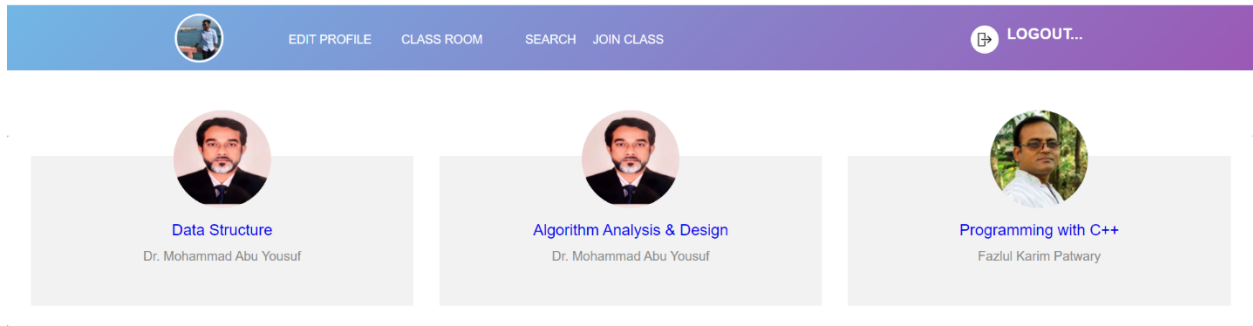 EDIT PROFILE CLASS ROOM SEARCH JOIN CLASS LOGOUT...
Data Structure
Dr. Mohammad Abu Yousuf
Algorithm Analysis & Design
Dr. Mohammad Abu Yousuf
Programming with C++
Fazlul Karim Patwary